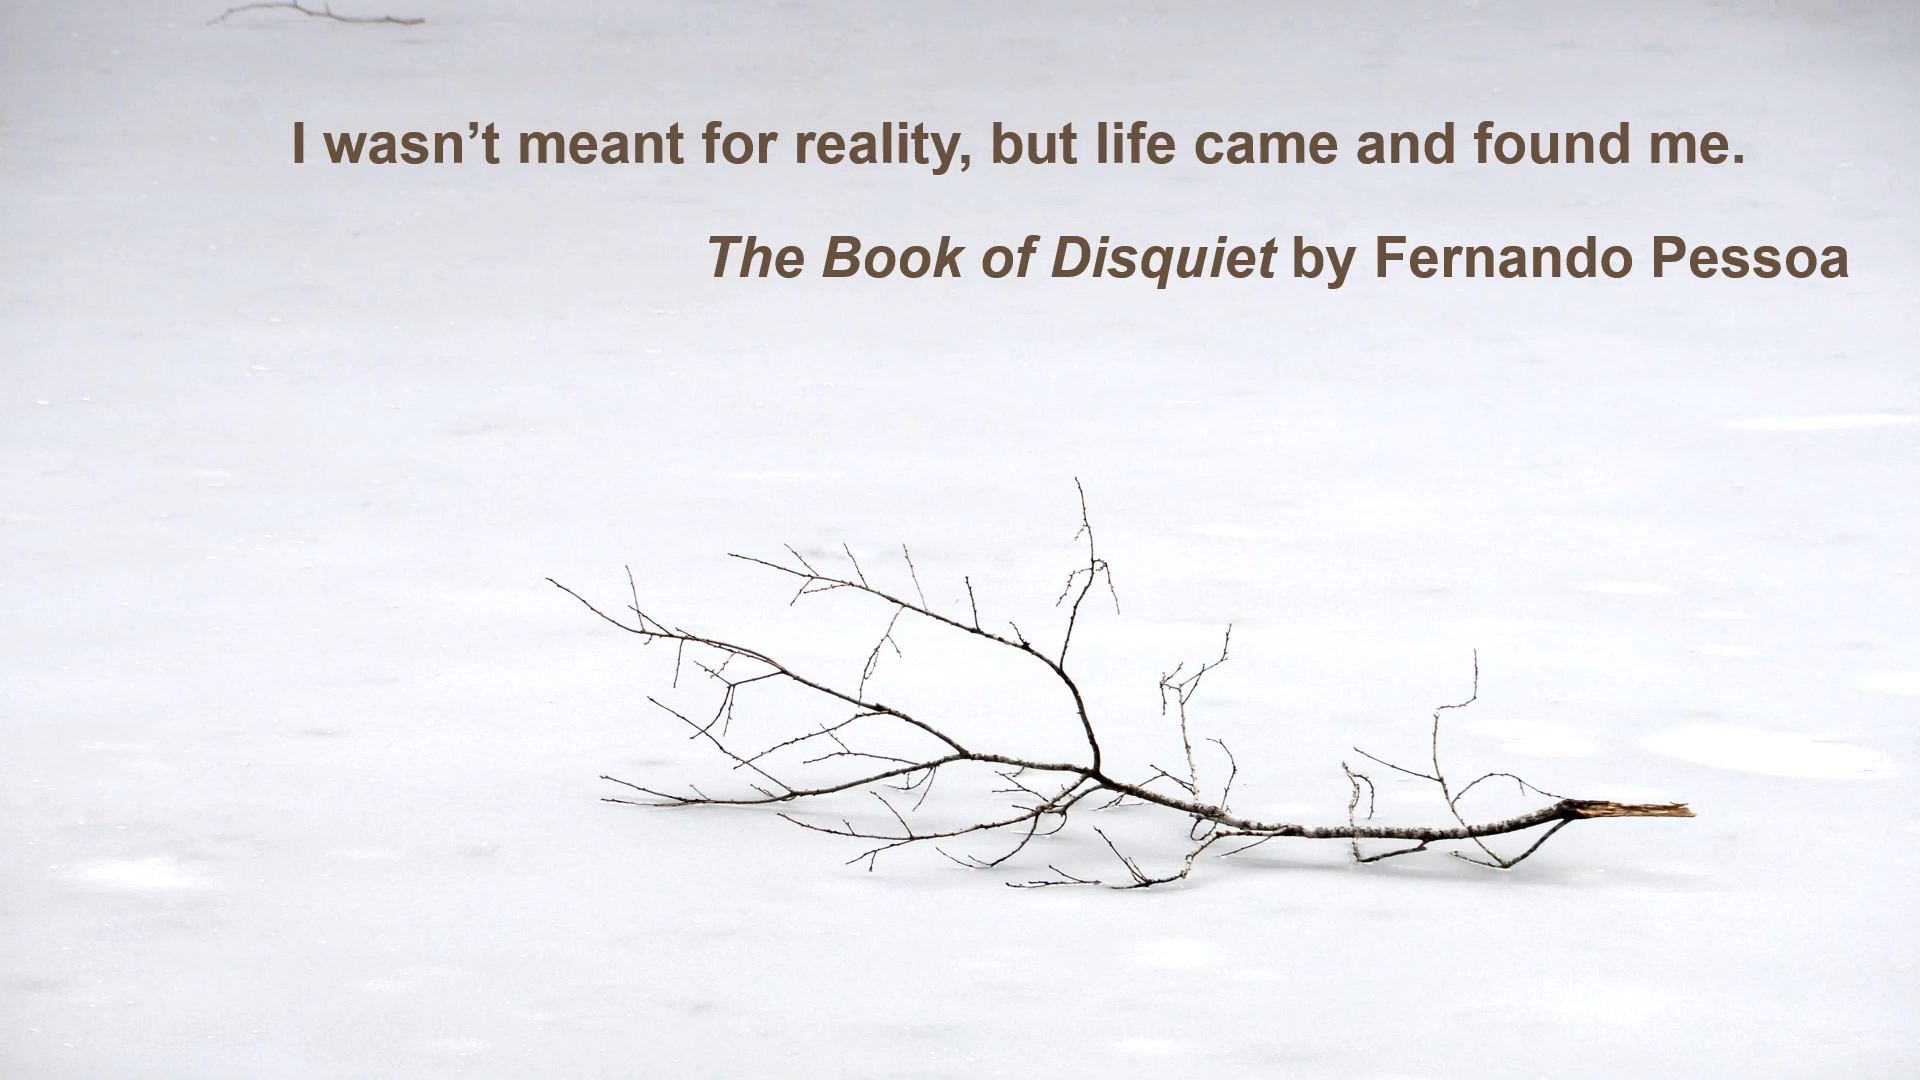 I wasn’t meant for reality, but life came and found me.
The Book of Disquiet by Fernando Pessoa